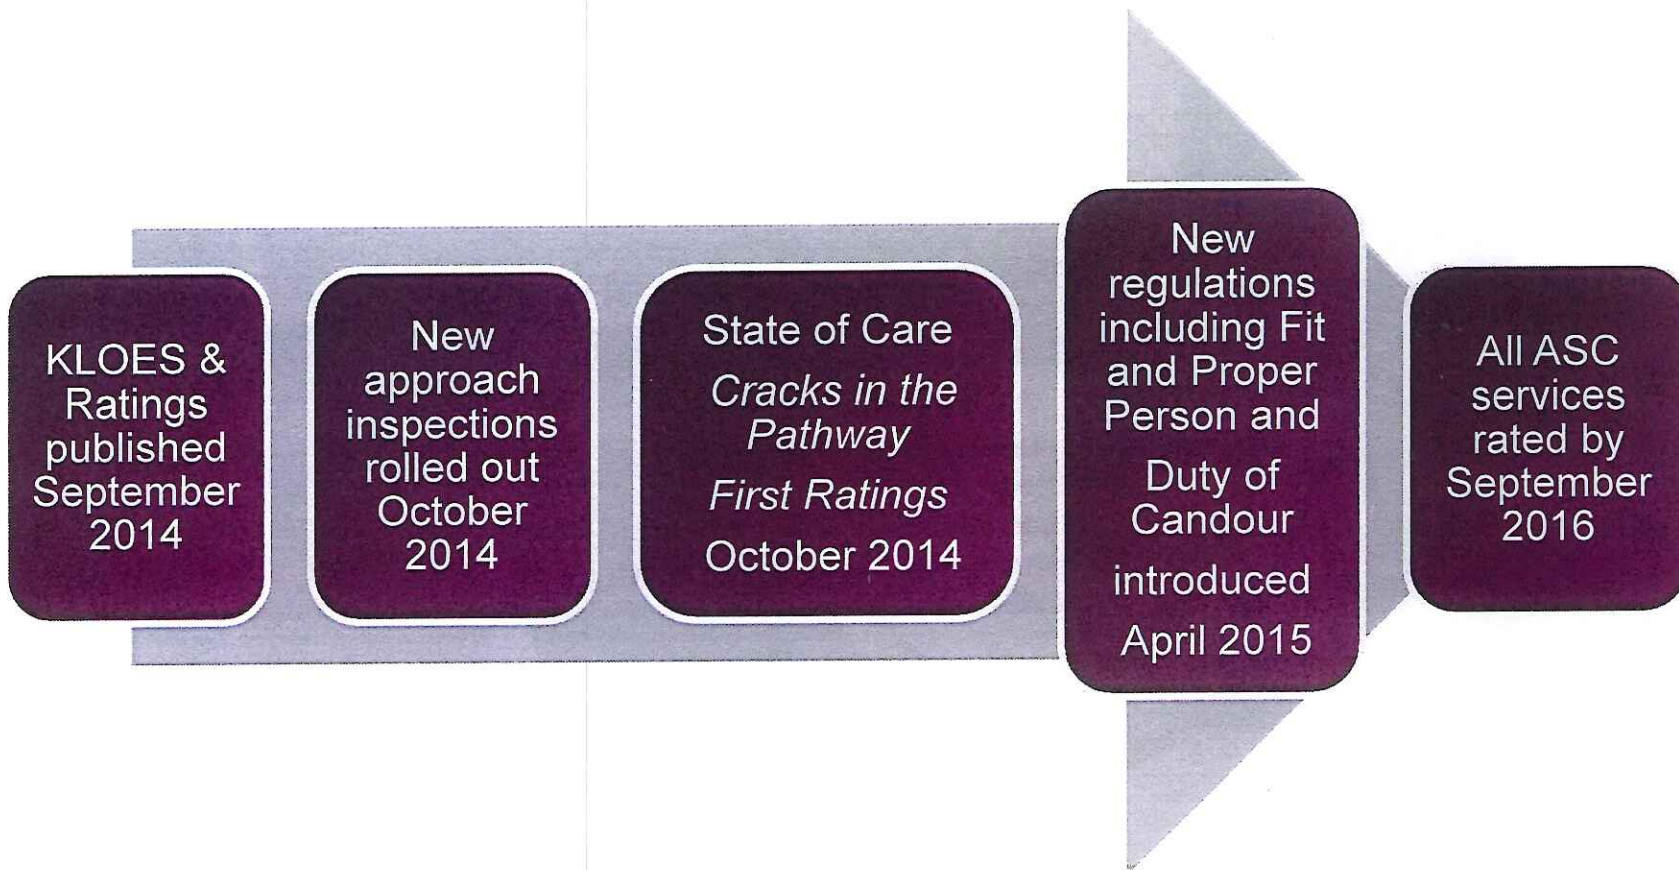 KLOES &
Ratings
published
September
2014
New
approach
inspections
rolled out
October
2014
State of Care
Cracks in the
Pathway
First Ratings
October 2014
New
regulations
including Fit
and Proper
Person and
Duty of
Candour
introduced
April 2015
All ASC
services
rated by
September
2016